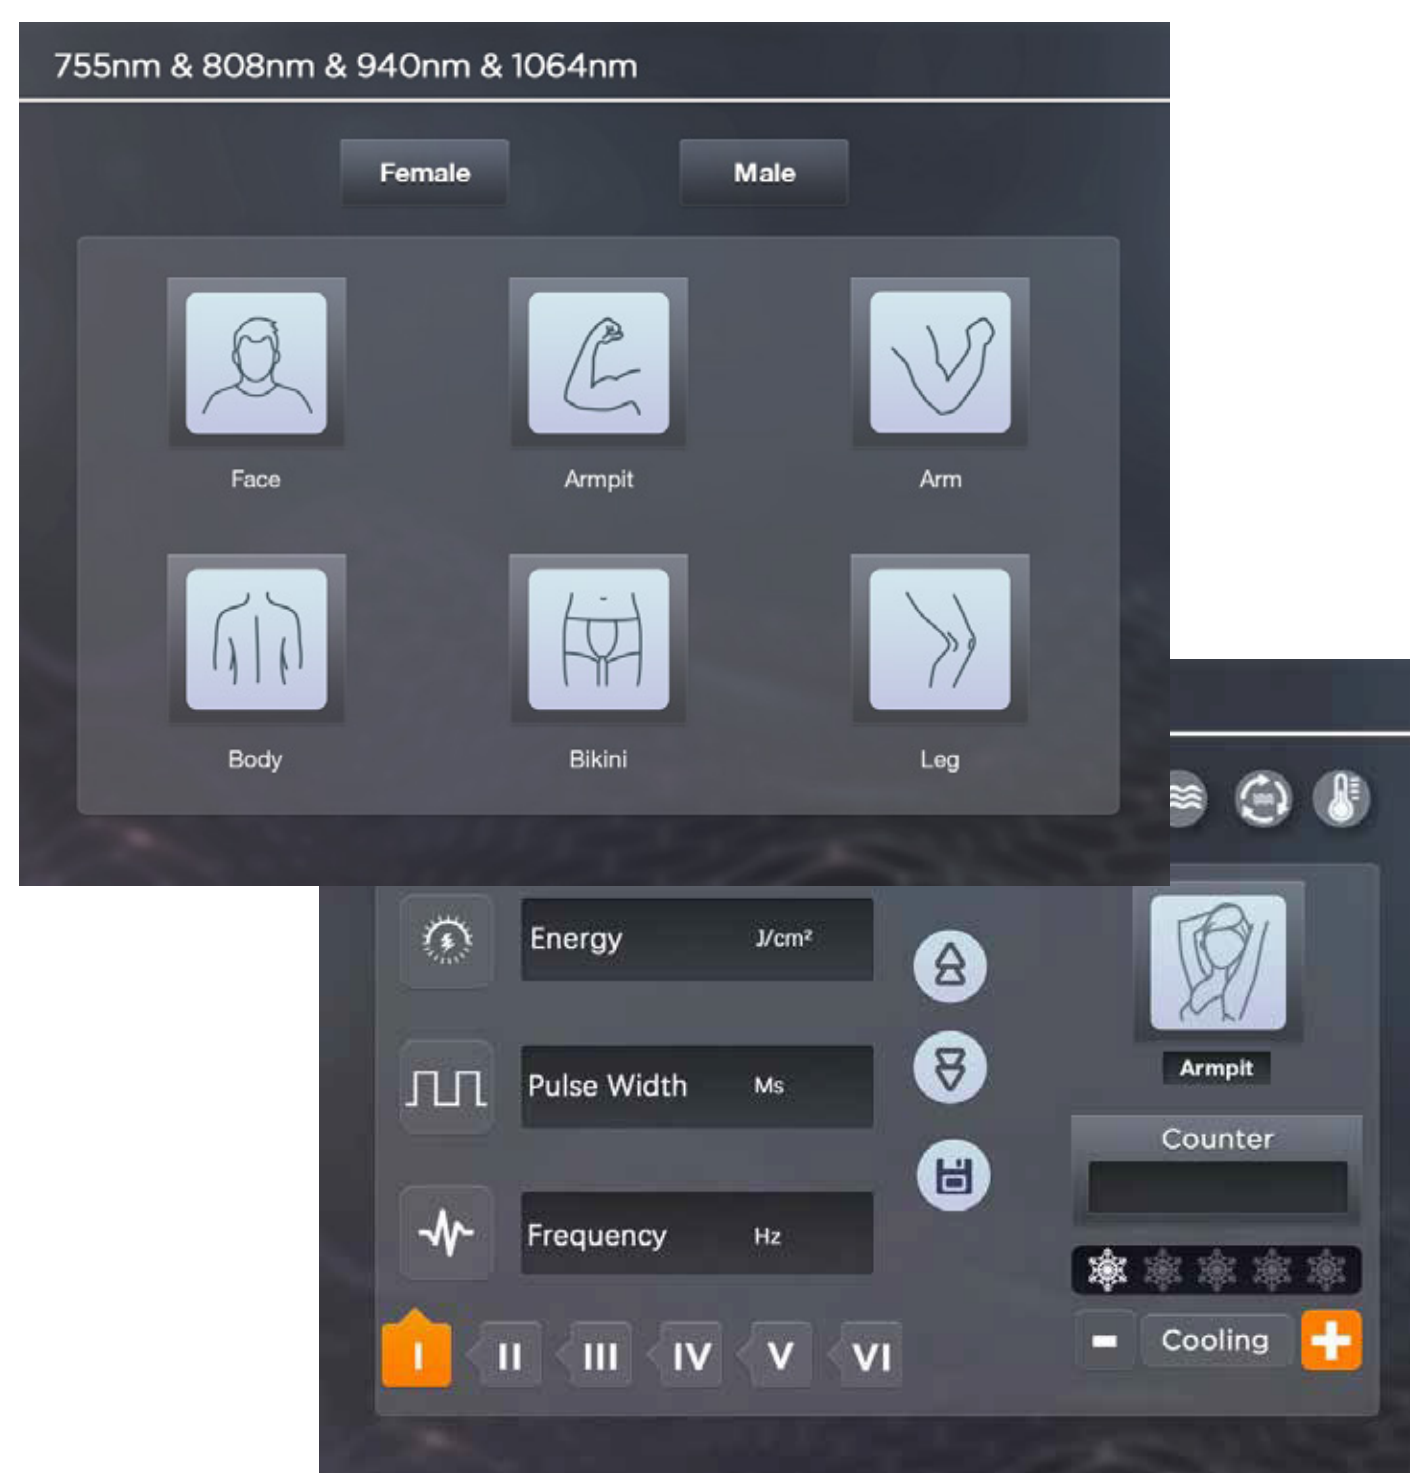 755nm & 808nm & 940nm & 1064nm
Female Male
Face Armpit Arm
Body Bikini Leg
Energy J/cm²
Armpit
Pulse Width Ms
Counter
Frequency Hz
I II III IV V VI
- Cooling +